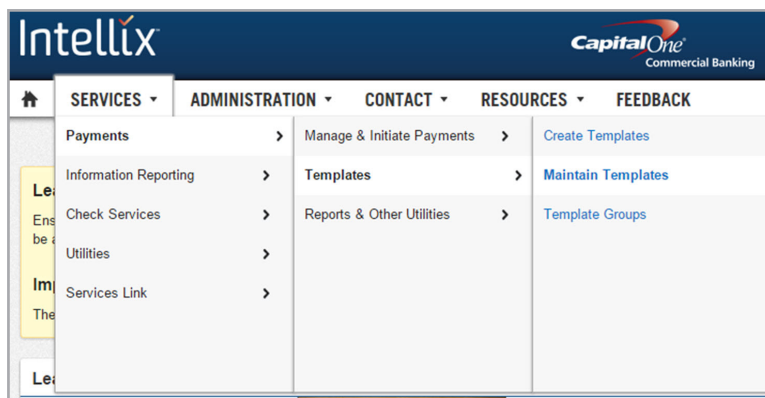 Intellix
Capital One
Commercial Banking
SERVICES ADMINISTRATION CONTACT RESOURCES FEEDBACK
Payments Manage & Initiate Payments Create Templates
Information Reporting Templates Maintain Templates
Check Services Reports & Other Utilities Template Groups
Utilities
Services Link
The